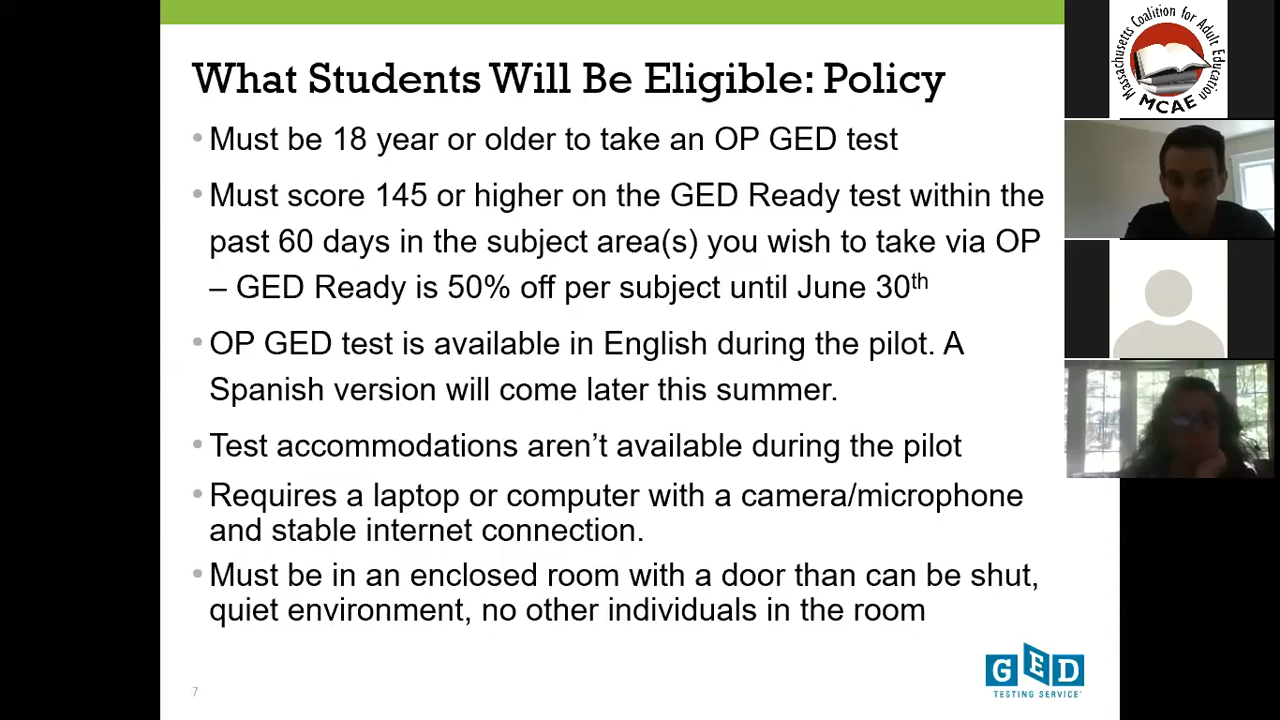 What Students Will Be Eligible: Policy
• Must be 18 year or older to take an OP GED test
• Must score 145 or higher on the GED Ready test within the
past 60 days in the subject area(s) you wish to take via OP
– GED Ready is 50% off per subject until June 30th
• OP GED test is available in English during the pilot. A
Spanish version will come later this summer.
• Test accommodations aren’t available during the pilot
• Requires a laptop or computer with a camera/microphone
and stable internet connection.
• Must be in an enclosed room with a door than can be shut,
quiet environment, no other individuals in the room
7
GED
TESTING SERVICE
Massachusetts Coalition for Adult Education
MCAE